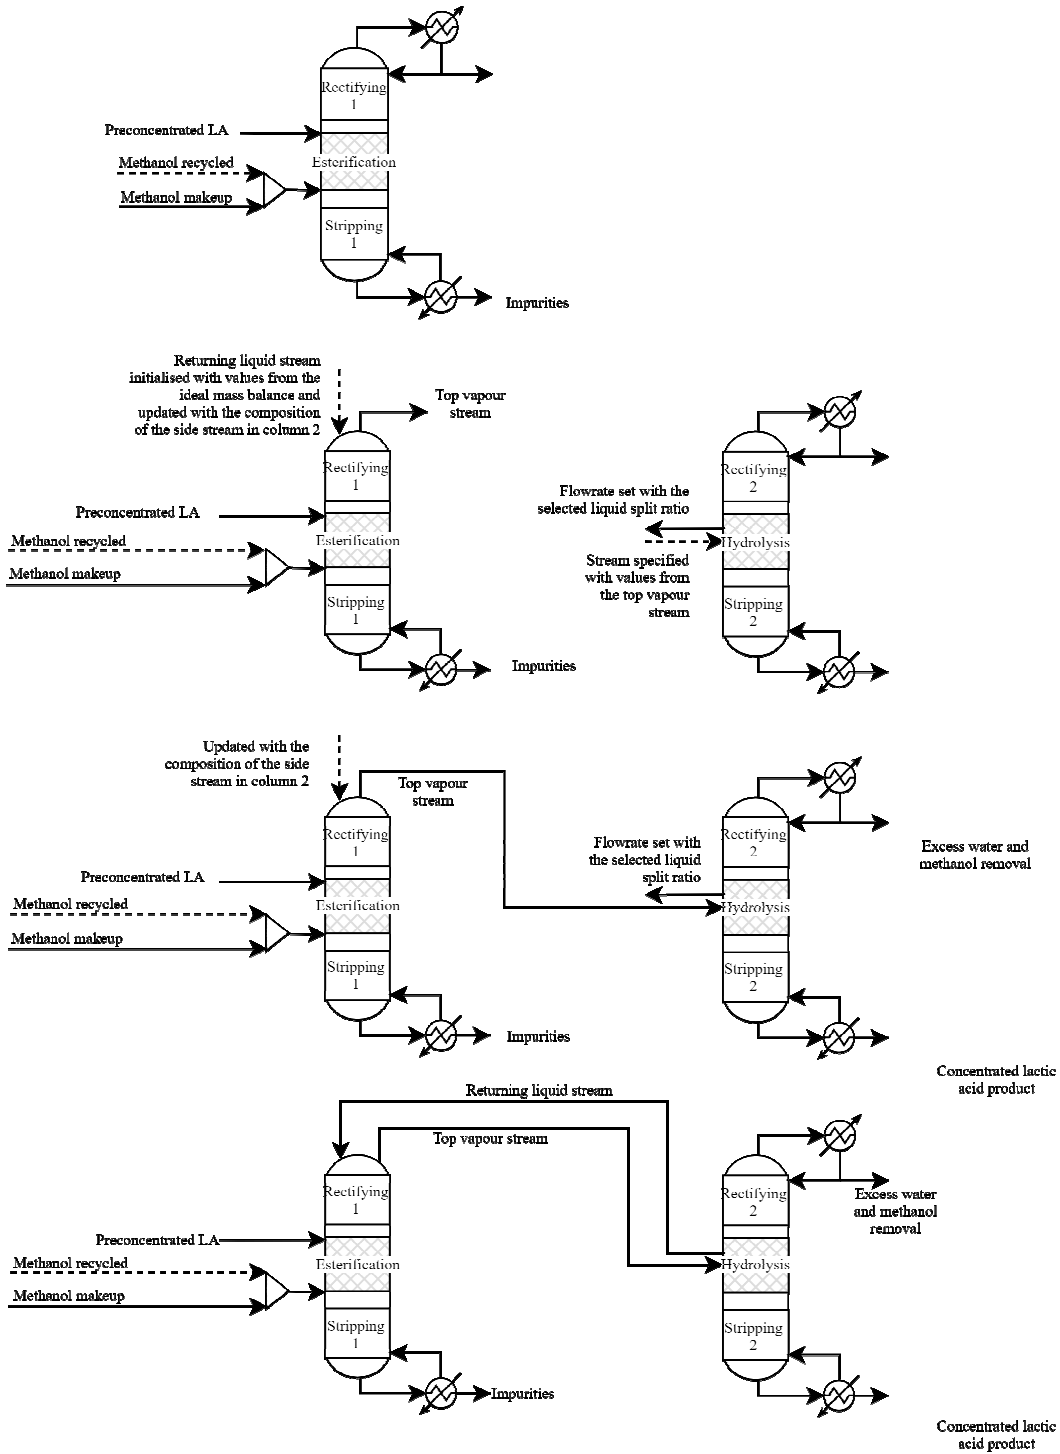 Rectifying
1
Preconcentrated LA
Esterification
Methanol recycled
Methanol makeup
Stripping
1
Impurities
Returning liquid stream
initialised with values from the
ideal mass balance and
updated with the composition
of the side stream in column 2
Top vapour
stream
Rectifying
1
Preconcentrated LA
Esterification
Methanol recycled
Methanol makeup
Stripping
1
Impurities
Rectifying
2
Flowrate set with the
selected liquid split ratio
Hydrolysis
Stream specified
with values from
the top vapour
stream
Stripping
2
Updated with the
composition of the side
stream in column 2
Top vapour
stream
Rectifying
1
Preconcentrated LA
Esterification
Methanol recycled
Methanol makeup
Stripping
1
Impurities
Rectifying
2
Excess water and
methanol removal
Flowrate set with
the selected liquid
split ratio
Hydrolysis
Stripping
2
Concentrated lactic
acid product
Returning liquid stream
Top vapour stream
Rectifying
1
Preconcentrated LA
Esterification
Methanol recycled
Methanol makeup
Stripping
1
Impurities
Rectifying
2
Excess water
and methanol
removal
Hydrolysis
Stripping
2
Concentrated lactic
acid product